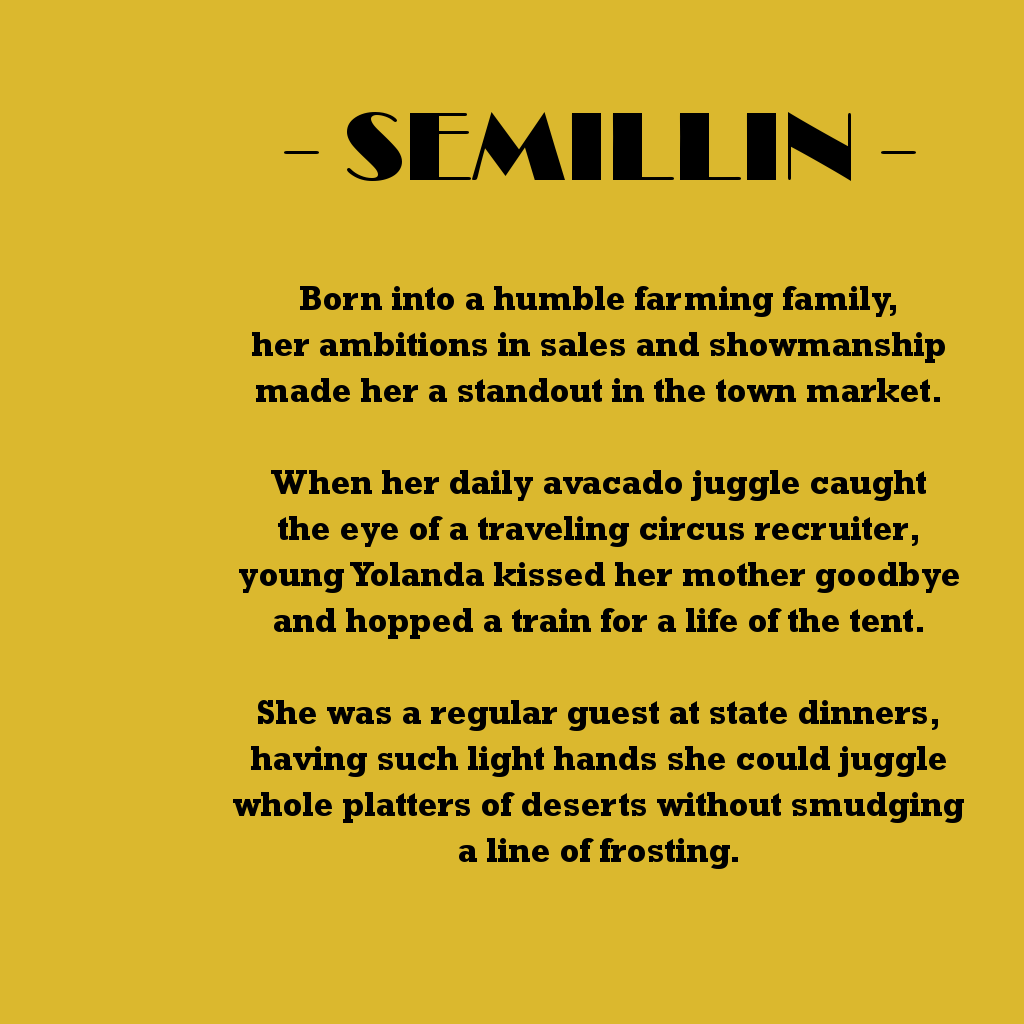 – SEMILLIN –
Born into a humble farming family,
her ambitions in sales and showmanship
made her a standout in the town market.
When her daily avacado juggle caught
the eye of a traveling circus recruiter,
young Yolanda kissed her mother goodbye
and hopped a train for a life of the tent.
She was a regular guest at state dinners,
having such light hands she could juggle
whole platters of deserts without smudging
a line of frosting.